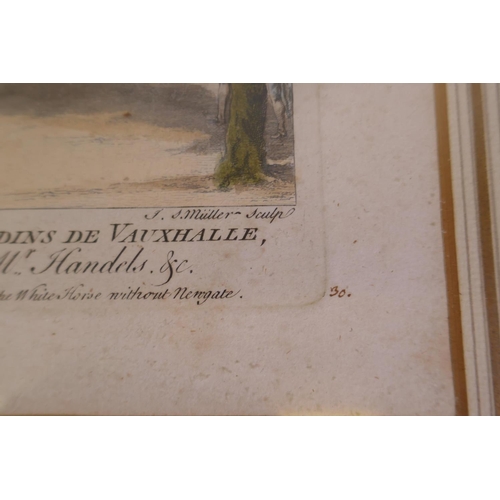 J. S. Müller Sculp
DINS DE VAUXHALLE,
Mr. Handels. &c.
the White Horse without Newgate. 30.